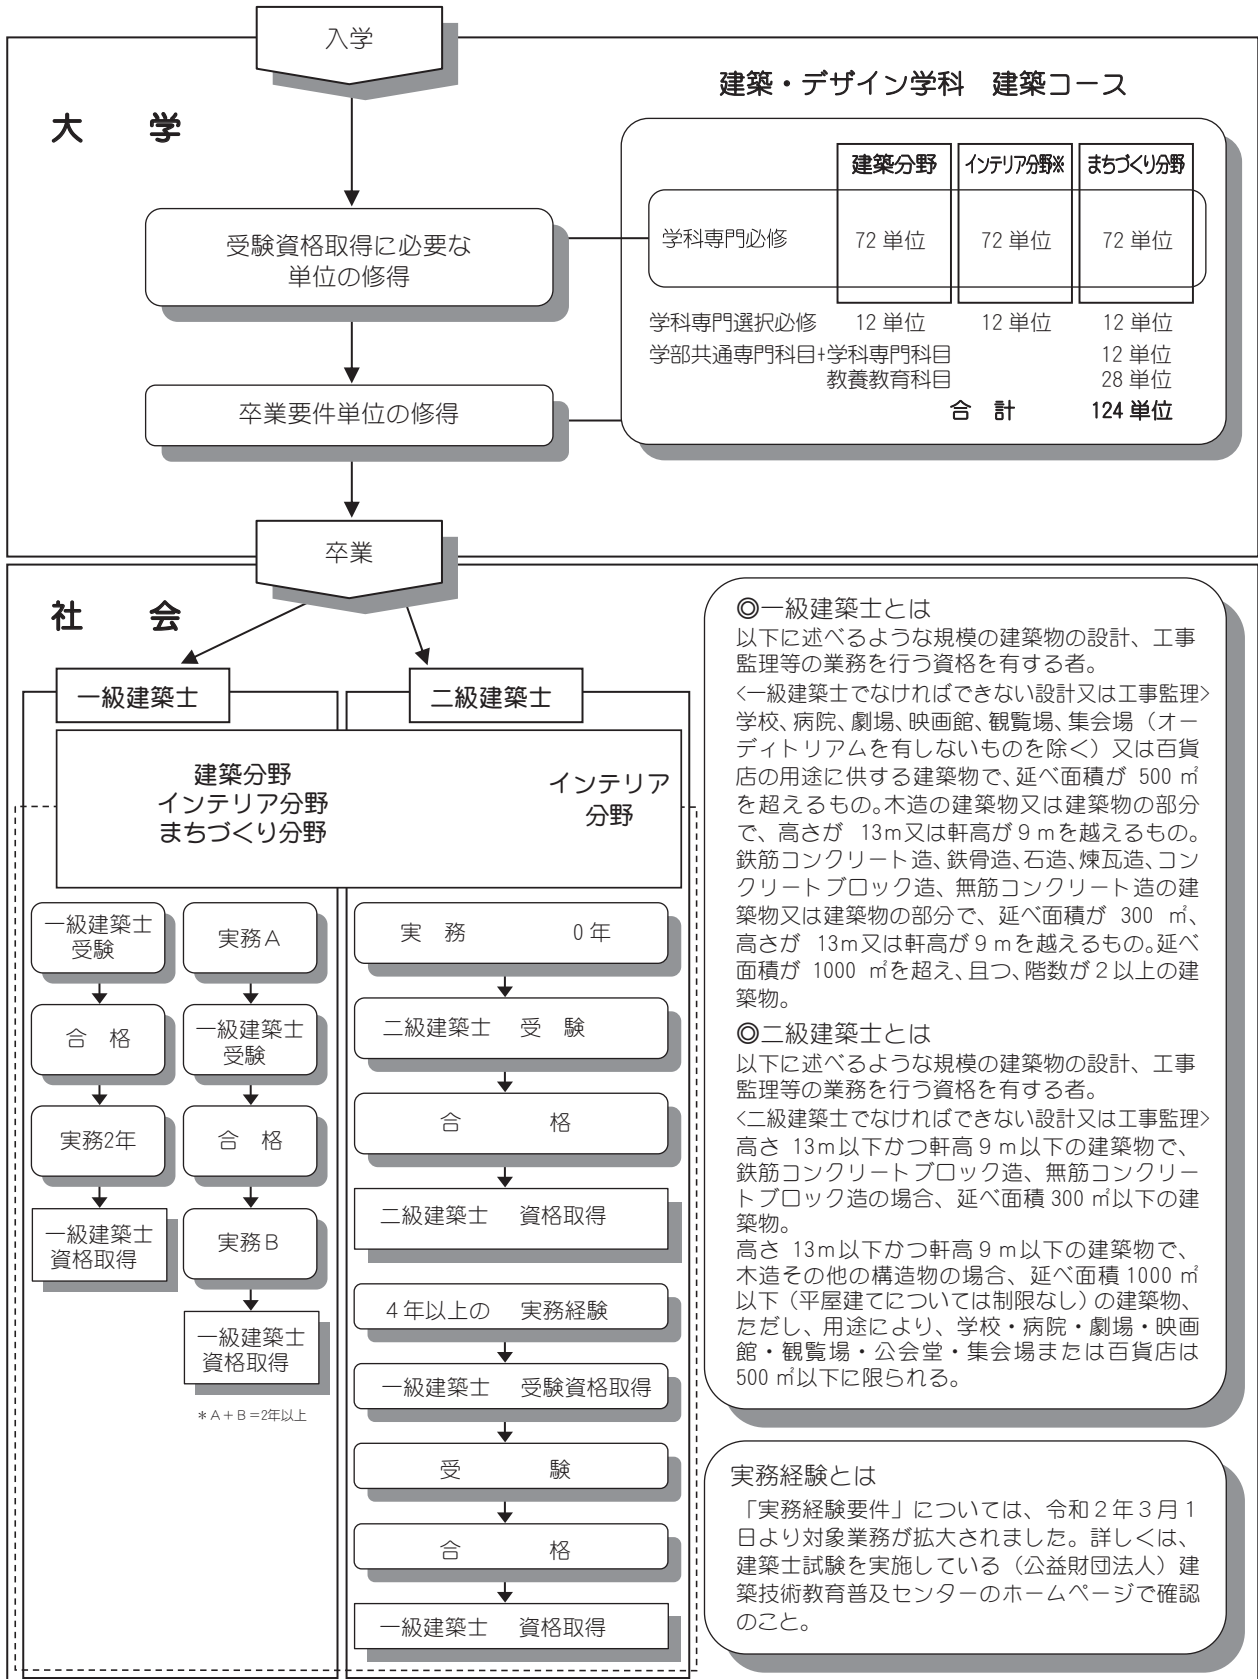 入学
大　学
建築・デザイン学科　建築コース
建築分野　インテリア分野※　まちづくり分野
受験資格取得に必要な
単位の修得
学科専門必修　72 単位　72 単位　72 単位
学科専門選択必修　12 単位　12 単位　12 単位
学部共通専門科目+学科専門科目　12 単位
教養教育科目　28 単位
合　計　124 単位
卒業要件単位の修得
卒業
社　会
一級建築士
二級建築士
建築分野
インテリア分野
まちづくり分野
インテリア
分野
一級建築士
受験
合　格
実務2年
一級建築士
資格取得
実務Ａ
一級建築士
受験
合　格
実務Ｂ
一級建築士
資格取得
＊Ａ＋Ｂ＝2年以上
実　務　　０年
二級建築士　受　験
合　　格
二級建築士　資格取得
４年以上の　実務経験
一級建築士　受験資格取得
受　　験
合　　格
一級建築士　資格取得
◎一級建築士とは
以下に述べるような規模の建築物の設計、工事
監理等の業務を行う資格を有する者。
<一級建築士でなければできない設計又は工事監理>
学校、病院、劇場、映画館、観覧場、集会場（オー
ディトリアムを有しないものを除く）又は百貨
店の用途に供する建築物で、延べ面積が 500 ㎡
を超えるもの。木造の建築物又は建築物の部分
で、高さが 13ｍ又は軒高が９ｍを越えるもの。
鉄筋コンクリート造、鉄骨造、石造、煉瓦造、コン
クリートブロック造、無筋コンクリート造の建
築物又は建築物の部分で、延べ面積が 300 ㎡、
高さが 13ｍ又は軒高が９ｍを越えるもの。延べ
面積が 1000 ㎡を超え、且つ、階数が２以上の建
築物。
◎二級建築士とは
以下に述べるような規模の建築物の設計、工事
監理等の業務を行う資格を有する者。
<二級建築士でなければできない設計又は工事監理>
高さ 13ｍ以下かつ軒高９ｍ以下の建築物で、
鉄筋コンクリートブロック造、無筋コンクリー
トブロック造の場合、延べ面積 300 ㎡以下の建
築物。
高さ 13ｍ以下かつ軒高９ｍ以下の建築物で、
木造その他の構造物の場合、延べ面積 1000 ㎡
以下（平屋建てについては制限なし）の建築物、
ただし、用途により、学校・病院・劇場・映画
館・観覧場・公会堂・集会場または百貨店は
500 ㎡以下に限られる。
実務経験とは
「実務経験要件」については、令和２年３月１
日より対象業務が拡大されました。詳しくは、
建築士試験を実施している（公益財団法人）建
築技術教育普及センターのホームページで確認
のこと。